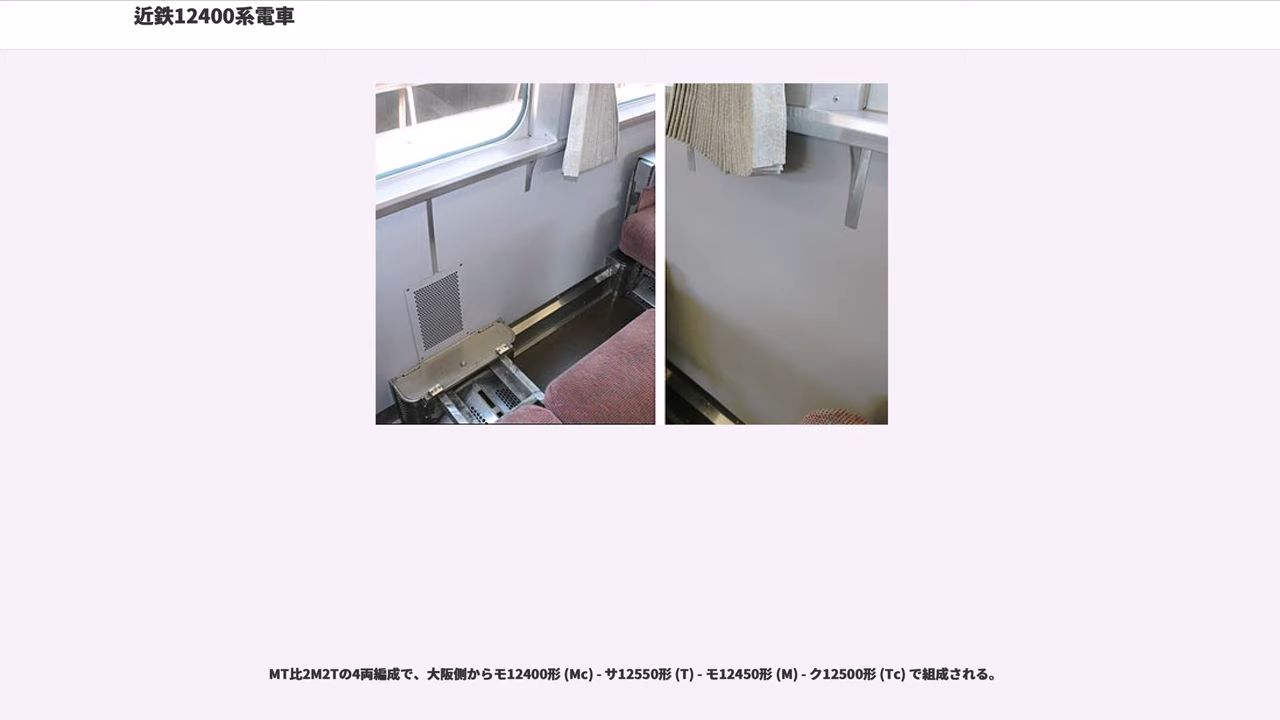 近鉄12400系電車
MT比2M2Tの4両編成で、大阪側からモ12400形 (Mc) - サ12550形 (T) - モ12450形 (M) - ク12500形 (Tc) で組成される。